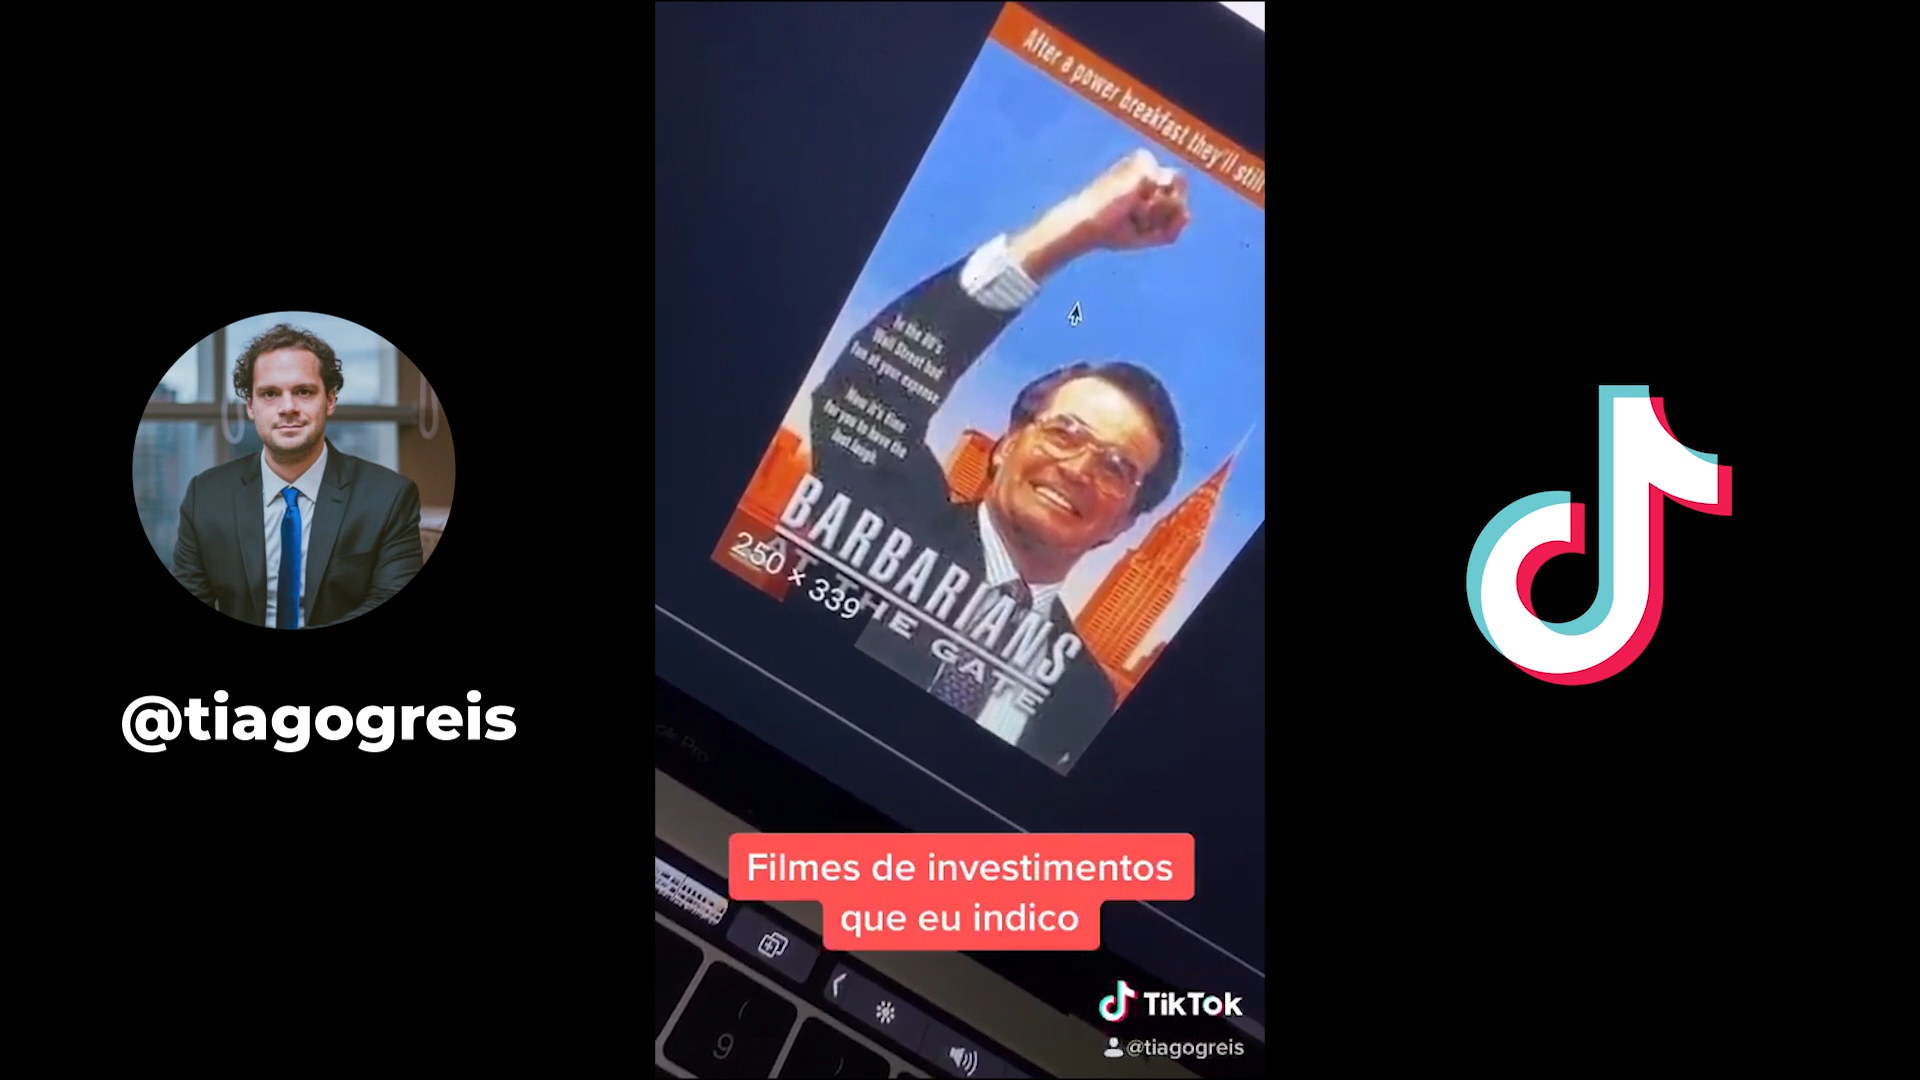 @tiagogreis
After a power breakfast they'll still
In the 80's
Wall Street had
fun at your expense.
Now it's time
for you to have the
last laugh.
BARBARIANS
AT THE GATE
250 × 339
Filmes de investimentos
que eu indico
9
TikTok
@tiagogreis